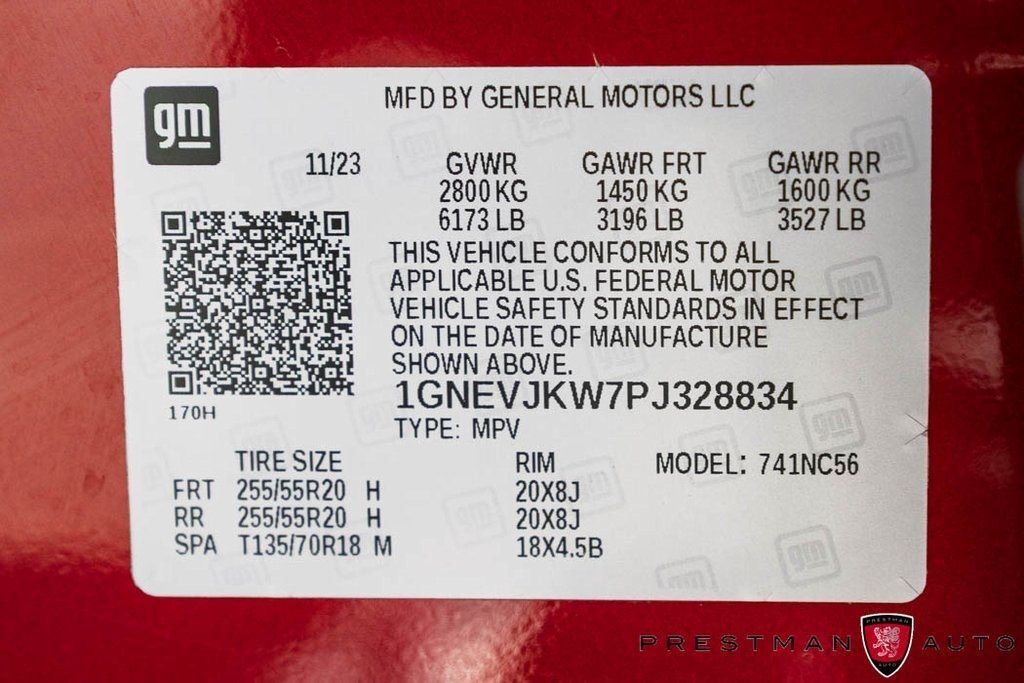 gm
MFD BY GENERAL MOTORS LLC
11/23 GVWR GAWR FRT GAWR RR
2800 KG 1450 KG 1600 KG
6173 LB 3196 LB 3527 LB
THIS VEHICLE CONFORMS TO ALL
APPLICABLE U.S. FEDERAL MOTOR
VEHICLE SAFETY STANDARDS IN EFFECT
ON THE DATE OF MANUFACTURE
SHOWN ABOVE.
1GNEVJKW7PJ328834
170H
TYPE: MPV
TIRE SIZE RIM MODEL: 741NC56
FRT 255/55R20 H 20X8J
RR 255/55R20 H 20X8J
SPA T135/70R18 M 18X4.5B
PRESTMAN PRESTMAN AUTO AUTO